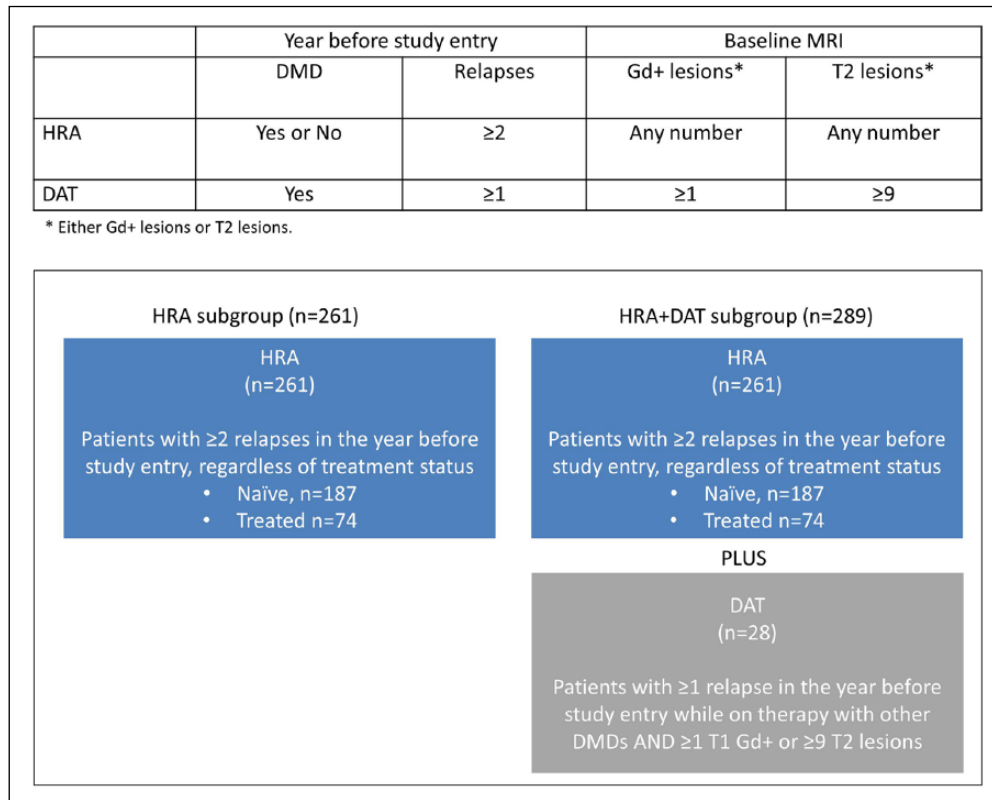 Year before study entry Baseline MRI
DMD Relapses Gd+ lesions* T2 lesions*
HRA Yes or No ≥2 Any number Any number
DAT Yes ≥1 ≥1 ≥9
* Either Gd+ lesions or T2 lesions.
HRA subgroup (n=261)
HRA
(n=261)
Patients with ≥2 relapses in the year before
study entry, regardless of treatment status
• Naïve, n=187
• Treated n=74
HRA+DAT subgroup (n=289)
HRA
(n=261)
Patients with ≥2 relapses in the year before
study entry, regardless of treatment status
• Naïve, n=187
• Treated n=74
PLUS
DAT
(n=28)
Patients with ≥1 relapse in the year before
study entry while on therapy with other
DMDs AND ≥1 T1 Gd+ or ≥9 T2 lesions